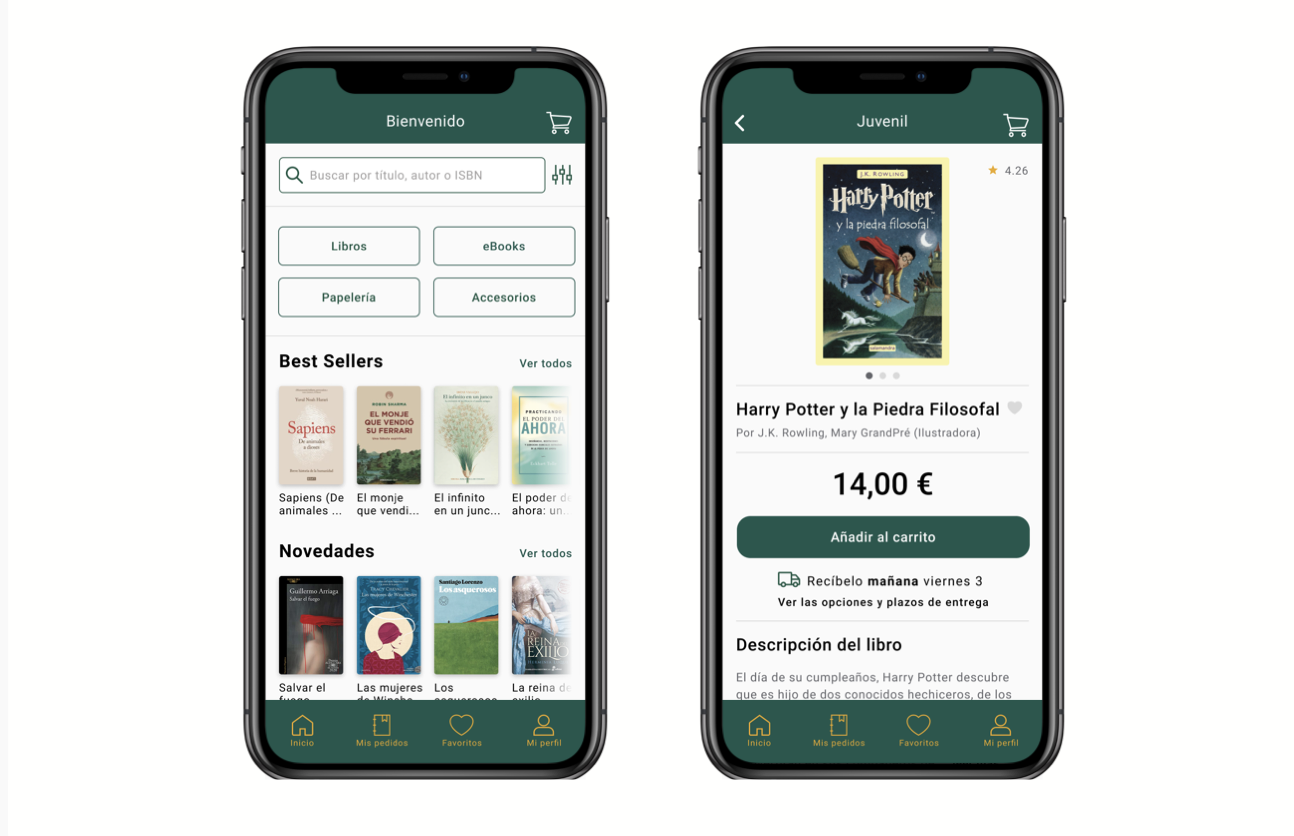 Bienvenido
Buscar por título, autor o ISBN
Libros
eBooks
Papelería
Accesorios
Best Sellers
Ver todos
Yuval Noah Harari
Sapiens
De animales
a dioses
ROBIN SHARMA
EL MONJE
QUE VENDIÓ
SU FERRARI
El infinito en un junco
PRACTICANDO
EL PODER DEL
AHORA
Sapiens (De
animales ...
El monje
que vendi...
El infinito
en un junc...
El poder de
ahora: un...
Novedades
Ver todos
Guillermo Arriaga
Salvar el fuego
Las mujeres de Winchester
Santiago Lorenzo
Los asquerosos
LA
REINA
EXILIO
Salvar el
fuego
Las mujeres
de Winche...
Los
asquerosos
La reina de
exilio
Inicio
Mis pedidos
Favoritos
Mi perfil
Juvenil
4.26
J.K. ROWLING
Harry Potter
y la piedra filosofal
salamandra
Harry Potter y la Piedra Filosofal
Por J.K. Rowling, Mary GrandPré (Ilustradora)
14,00 €
Añadir al carrito
Recíbelo mañana viernes 3
Ver las opciones y plazos de entrega
Descripción del libro
El día de su cumpleaños, Harry Potter descubre
que es hijo de dos conocidos hechiceros, de los
Inicio
Mis pedidos
Favoritos
Mi perfil